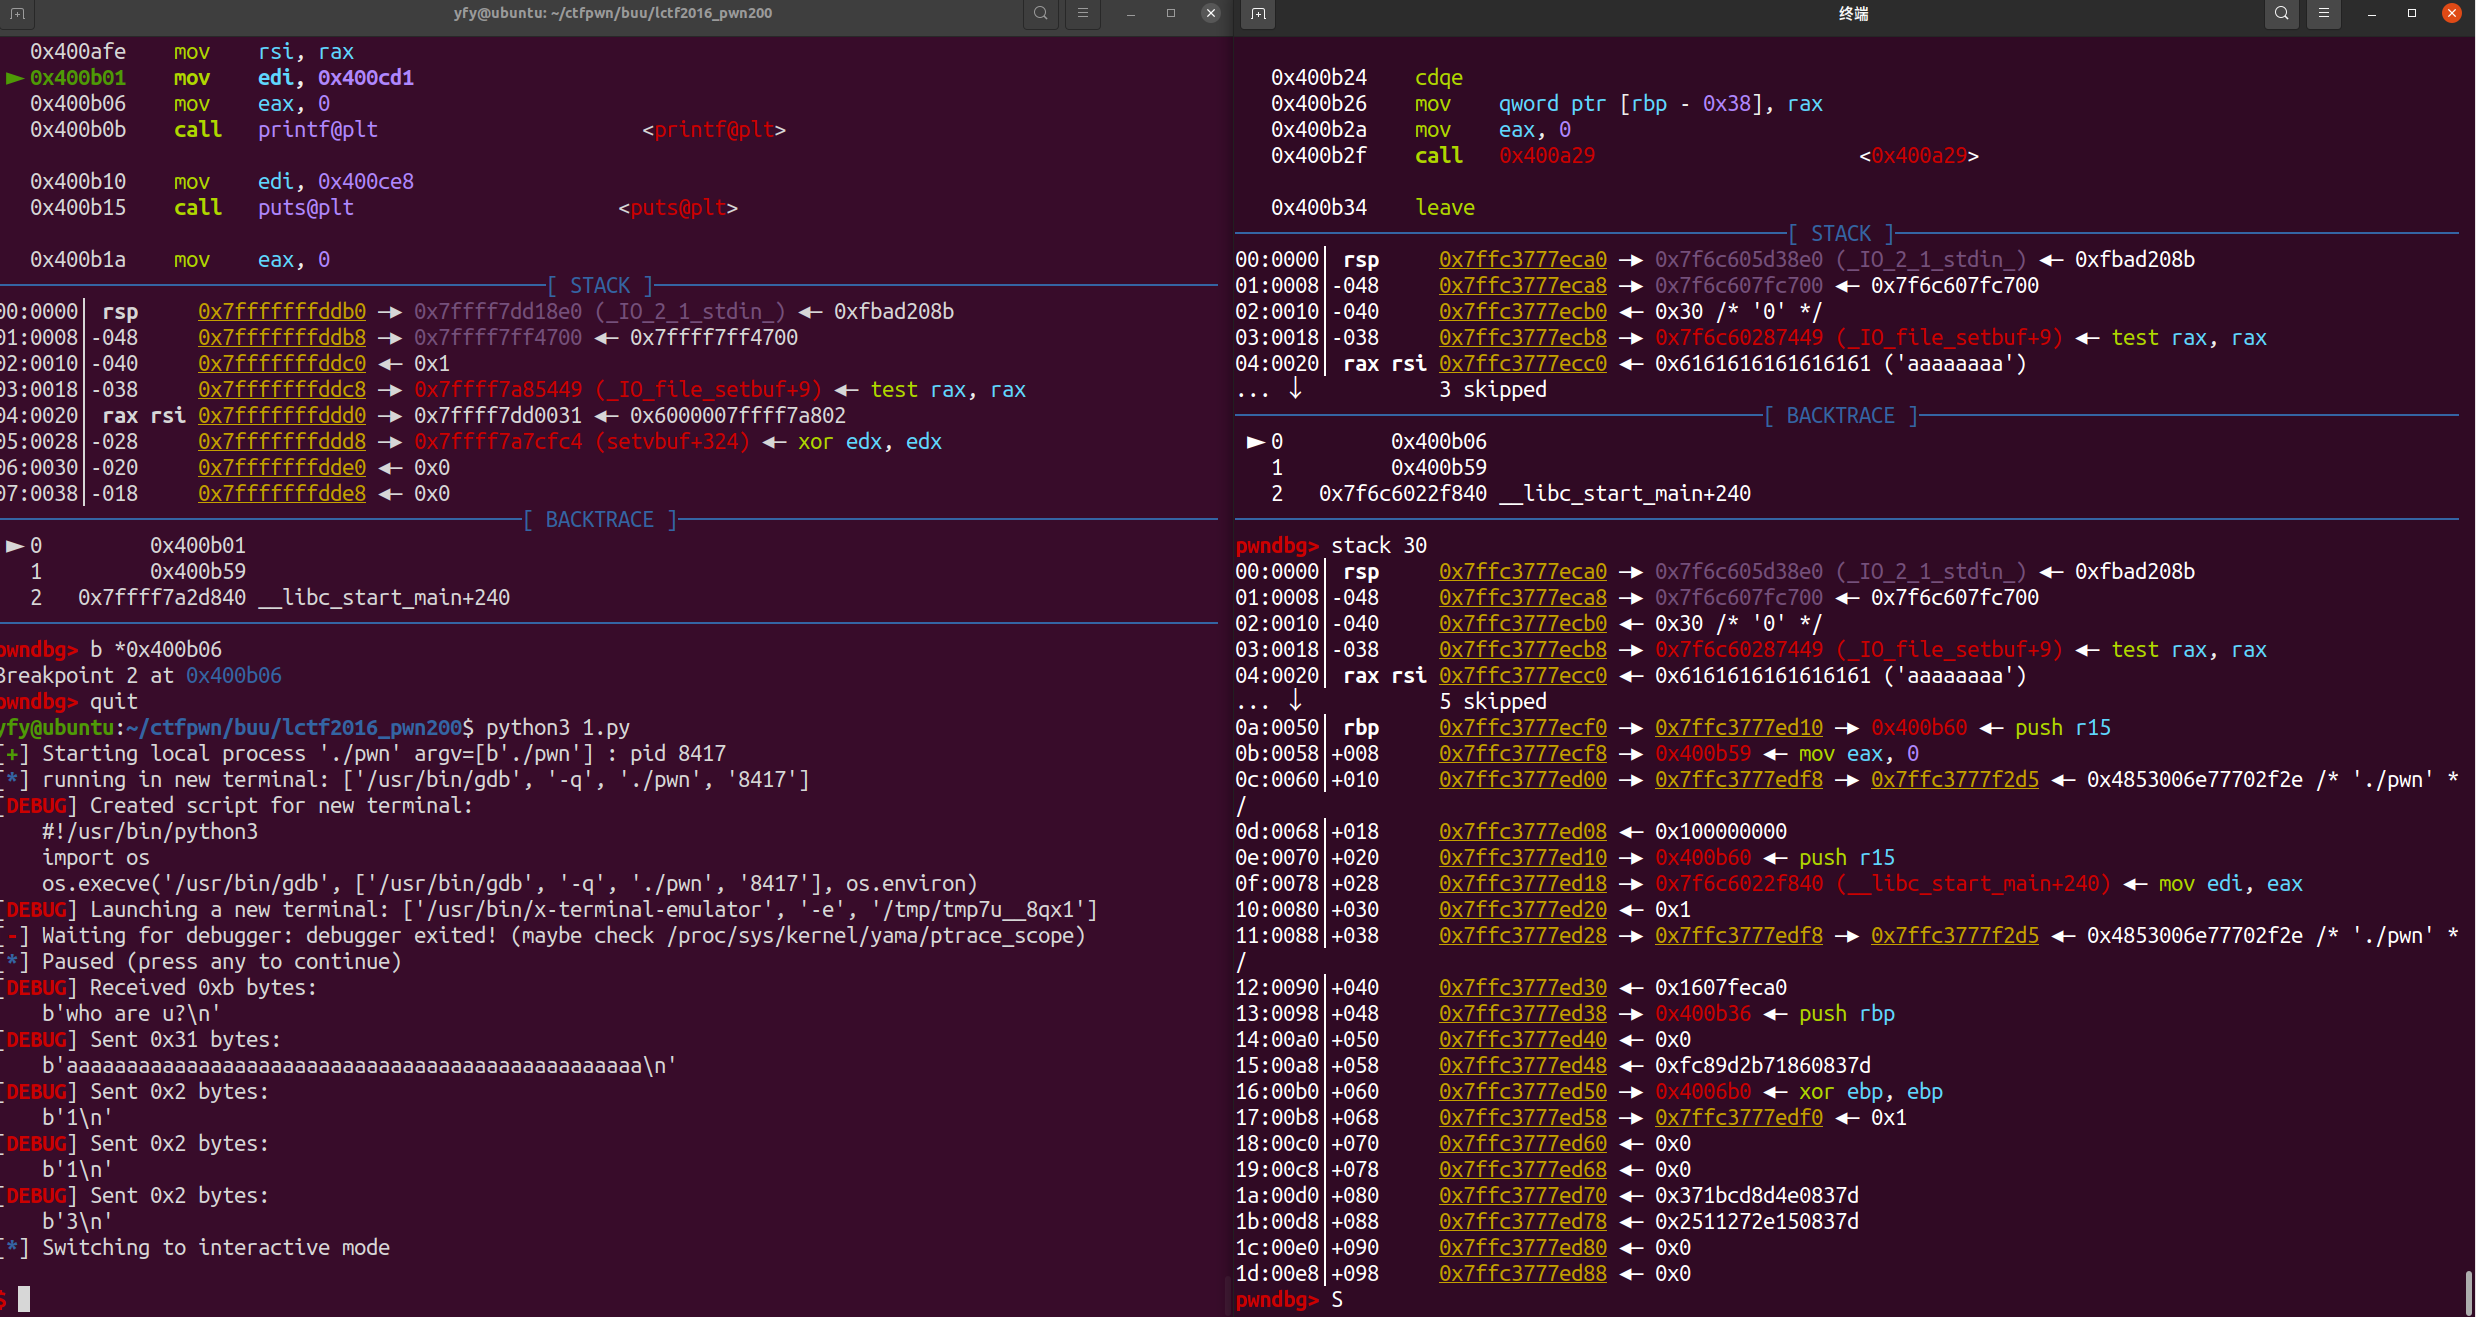 yfy@ubuntu: ~/ctfpwn/buu/lctf2016_pwn200
0x400afe mov rsi, rax
► 0x400b01 mov edi, 0x400cd1
0x400b06 mov eax, 0
0x400b0b call printf@plt <printf@plt>
0x400b10 mov edi, 0x400ce8
0x400b15 call puts@plt <puts@plt>
0x400b1a mov eax, 0
[ STACK ]
00:0000│ rsp 0x7fffffffddb0 —▸ 0x7ffff7dd18e0 (_IO_2_1_stdin_) ◂— 0xfbad208b
01:0008│-048 0x7fffffffddb8 —▸ 0x7ffff7ff4700 ◂— 0x7ffff7ff4700
02:0010│-040 0x7fffffffddc0 ◂— 0x1
03:0018│-038 0x7fffffffddc8 —▸ 0x7ffff7a85449 (_IO_file_setbuf+9) ◂— test rax, rax
04:0020│ rax rsi 0x7fffffffddd0 —▸ 0x7ffff7dd0031 ◂— 0x6000007ffff7a802
05:0028│-028 0x7fffffffddd8 —▸ 0x7ffff7a7cfc4 (setvbuf+324) ◂— xor edx, edx
06:0030│-020 0x7fffffffdde0 ◂— 0x0
07:0038│-018 0x7fffffffdde8 ◂— 0x0
[ BACKTRACE ]
► 0 0x400b01
1 0x400b59
2 0x7ffff7a2d840 __libc_start_main+240
pwndbg> b *0x400b06
Breakpoint 2 at 0x400b06
pwndbg> quit
yfy@ubuntu:~/ctfpwn/buu/lctf2016_pwn200$ python3 1.py
[+] Starting local process './pwn' argv=[b'./pwn'] : pid 8417
[*] running in new terminal: ['/usr/bin/gdb', '-q', './pwn', '8417']
[DEBUG] Created script for new terminal:
#!/usr/bin/python3
import os
os.execve('/usr/bin/gdb', ['/usr/bin/gdb', '-q', './pwn', '8417'], os.environ)
[DEBUG] Launching a new terminal: ['/usr/bin/x-terminal-emulator', '-e', '/tmp/tmp7u__8qx1']
[-] Waiting for debugger: debugger exited! (maybe check /proc/sys/kernel/yama/ptrace_scope)
[*] Paused (press any to continue)
[DEBUG] Received 0xb bytes:
b'who are u?\n'
[DEBUG] Sent 0x31 bytes:
b'aaaaaaaaaaaaaaaaaaaaaaaaaaaaaaaaaaaaaaaaaaaaaaaa\n'
[DEBUG] Sent 0x2 bytes:
b'1\n'
[DEBUG] Sent 0x2 bytes:
b'1\n'
[DEBUG] Sent 0x2 bytes:
b'3\n'
[*] Switching to interactive mode
$
终端
0x400b24 cdqe
0x400b26 mov qword ptr [rbp - 0x38], rax
0x400b2a mov eax, 0
0x400b2f call 0x400a29 <0x400a29>
0x400b34 leave
[ STACK ]
00:0000│ rsp 0x7ffc3777eca0 —▸ 0x7f6c605d38e0 (_IO_2_1_stdin_) ◂— 0xfbad208b
01:0008│-048 0x7ffc3777eca8 —▸ 0x7f6c607fc700 ◂— 0x7f6c607fc700
02:0010│-040 0x7ffc3777ecb0 ◂— 0x30 /* '0' */
03:0018│-038 0x7ffc3777ecb8 —▸ 0x7f6c60287449 (_IO_file_setbuf+9) ◂— test rax, rax
04:0020│ rax rsi 0x7ffc3777ecc0 ◂— 0x6161616161616161 ('aaaaaaaa')
... ↓ 3 skipped
[ BACKTRACE ]
► 0 0x400b06
1 0x400b59
2 0x7f6c6022f840 __libc_start_main+240
pwndbg> stack 30
00:0000│ rsp 0x7ffc3777eca0 —▸ 0x7f6c605d38e0 (_IO_2_1_stdin_) ◂— 0xfbad208b
01:0008│-048 0x7ffc3777eca8 —▸ 0x7f6c607fc700 ◂— 0x7f6c607fc700
02:0010│-040 0x7ffc3777ecb0 ◂— 0x30 /* '0' */
03:0018│-038 0x7ffc3777ecb8 —▸ 0x7f6c60287449 (_IO_file_setbuf+9) ◂— test rax, rax
04:0020│ rax rsi 0x7ffc3777ecc0 ◂— 0x6161616161616161 ('aaaaaaaa')
... ↓ 5 skipped
0a:0050│ rbp 0x7ffc3777ecf0 —▸ 0x7ffc3777ed10 —▸ 0x400b60 ◂— push r15
0b:0058│+008 0x7ffc3777ecf8 —▸ 0x400b59 ◂— mov eax, 0
0c:0060│+010 0x7ffc3777ed00 —▸ 0x7ffc3777edf8 —▸ 0x7ffc3777f2d5 ◂— 0x4853006e77702f2e /* './pwn' *
/
0d:0068│+018 0x7ffc3777ed08 ◂— 0x100000000
0e:0070│+020 0x7ffc3777ed10 —▸ 0x400b60 ◂— push r15
0f:0078│+028 0x7ffc3777ed18 —▸ 0x7f6c6022f840 (__libc_start_main+240) ◂— mov edi, eax
10:0080│+030 0x7ffc3777ed20 ◂— 0x1
11:0088│+038 0x7ffc3777ed28 —▸ 0x7ffc3777edf8 —▸ 0x7ffc3777f2d5 ◂— 0x4853006e77702f2e /* './pwn' *
/
12:0090│+040 0x7ffc3777ed30 ◂— 0x1607feca0
13:0098│+048 0x7ffc3777ed38 —▸ 0x400b36 ◂— push rbp
14:00a0│+050 0x7ffc3777ed40 ◂— 0x0
15:00a8│+058 0x7ffc3777ed48 ◂— 0xfc89d2b71860837d
16:00b0│+060 0x7ffc3777ed50 —▸ 0x4006b0 ◂— xor ebp, ebp
17:00b8│+068 0x7ffc3777ed58 —▸ 0x7ffc3777edf0 ◂— 0x1
18:00c0│+070 0x7ffc3777ed60 ◂— 0x0
19:00c8│+078 0x7ffc3777ed68 ◂— 0x0
1a:00d0│+080 0x7ffc3777ed70 ◂— 0x371bcd8d4e0837d
1b:00d8│+088 0x7ffc3777ed78 ◂— 0x2511272e150837d
1c:00e0│+090 0x7ffc3777ed80 ◂— 0x0
1d:00e8│+098 0x7ffc3777ed88 ◂— 0x0
pwndbg> S